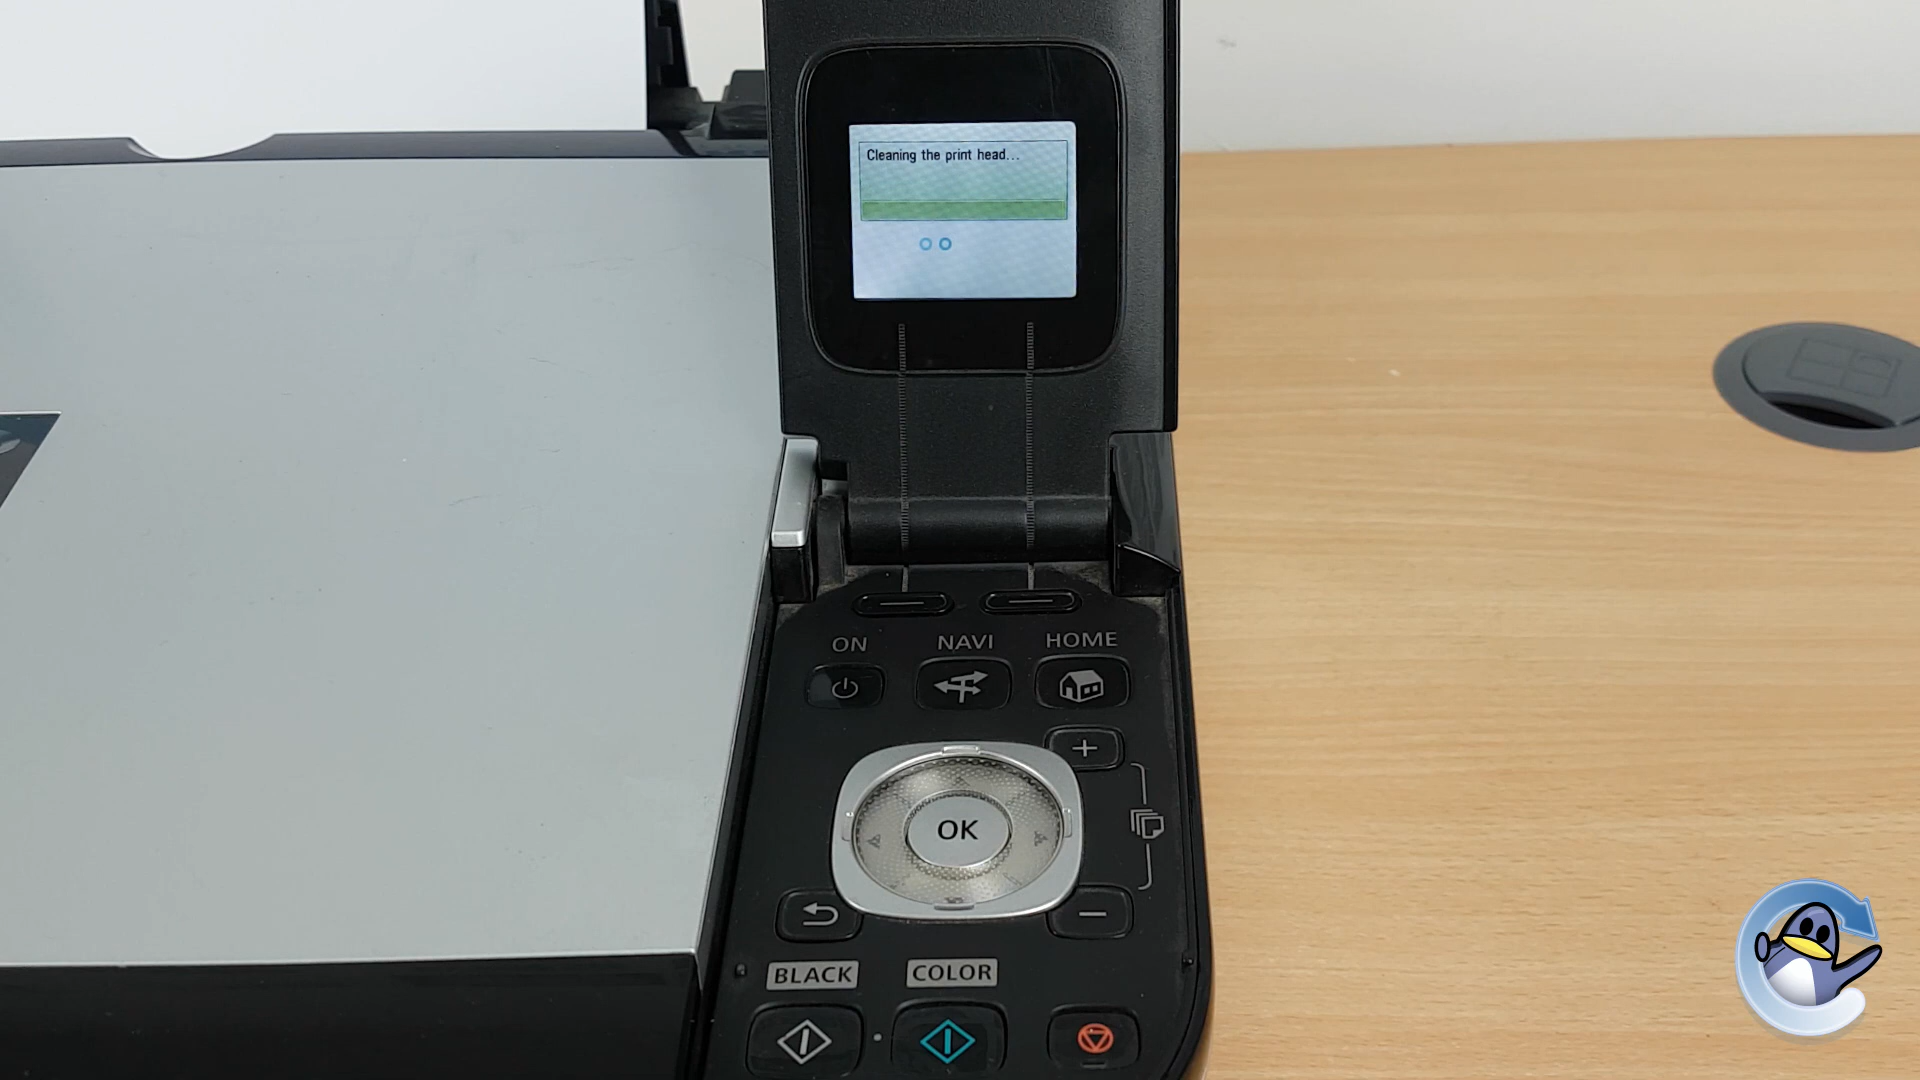 Cleaning the print head...
ON NAVI HOME
+
OK
−
BLACK COLOR